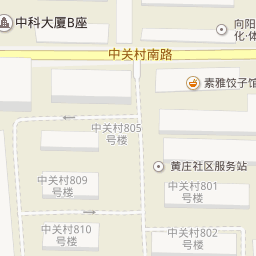 向阳
中科大厦B座
化·体
中关村南路
素雅饺子馆
中关村805
号楼
黄庄社区服务站
中关村809
号楼
中关村801
号楼
中关村810
号楼
中关村802
号楼